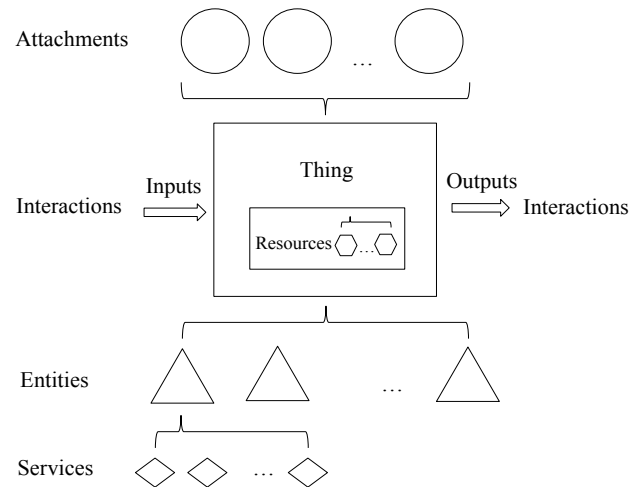 Attachments
...
Thing
Inputs
Outputs
Interactions
Interactions
Resources
...
Entities
...
Services
...